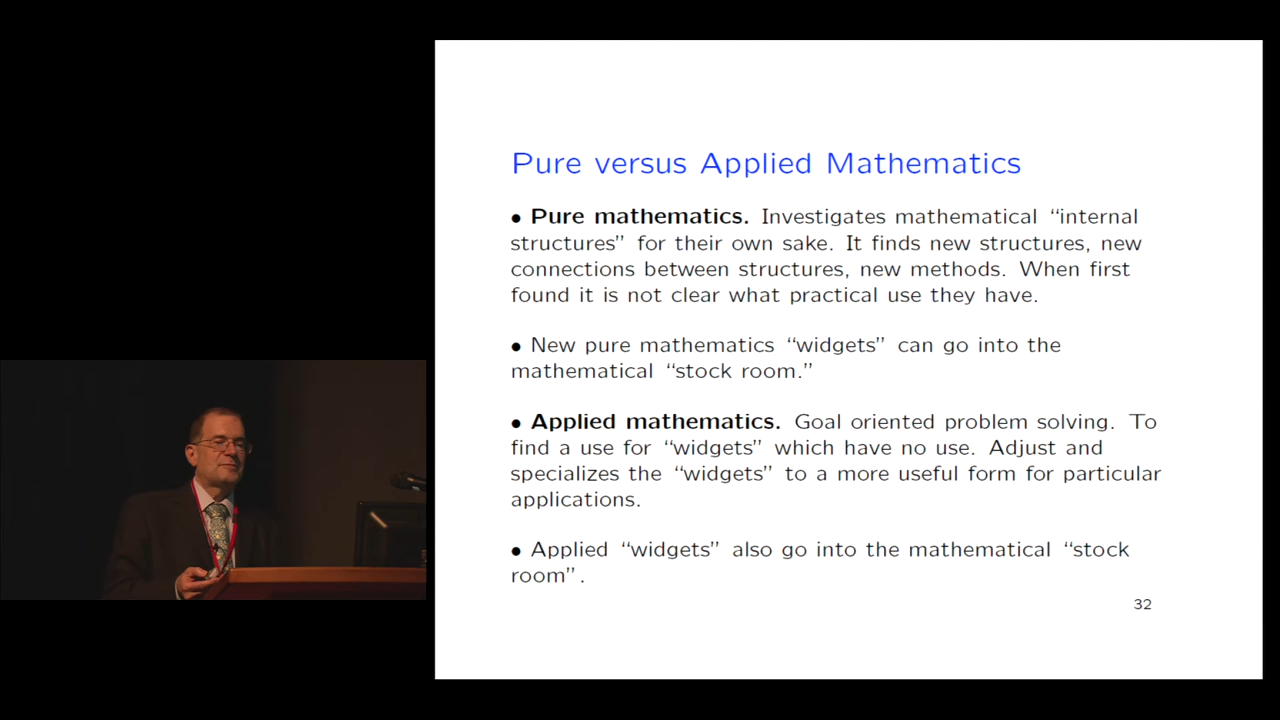 Pure versus Applied Mathematics
• Pure mathematics. Investigates mathematical “internal
structures” for their own sake. It finds new structures, new
connections between structures, new methods. When first
found it is not clear what practical use they have.
• New pure mathematics “widgets” can go into the
mathematical “stock room.”
• Applied mathematics. Goal oriented problem solving. To
find a use for “widgets” which have no use. Adjust and
specializes the “widgets” to a more useful form for particular
applications.
• Applied “widgets” also go into the mathematical “stock
room”.
32